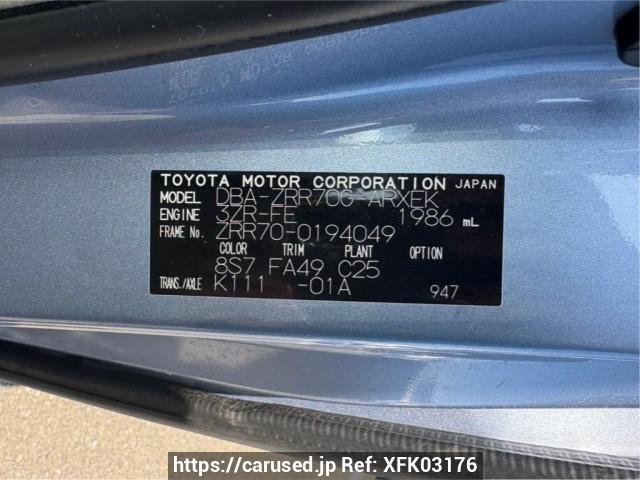 TOYOTA MOTOR CORPORATION JAPAN
MODEL DBA-ZRR70G-ARXEK
ENGINE 3ZR-FE 1986 mL
FRAME No. ZRR70-0194049
COLOR TRIM PLANT OPTION
8S7 FA49 C25
TRANS./AXLE K111 -01A 947
https://carused.jp Ref: XFK03176